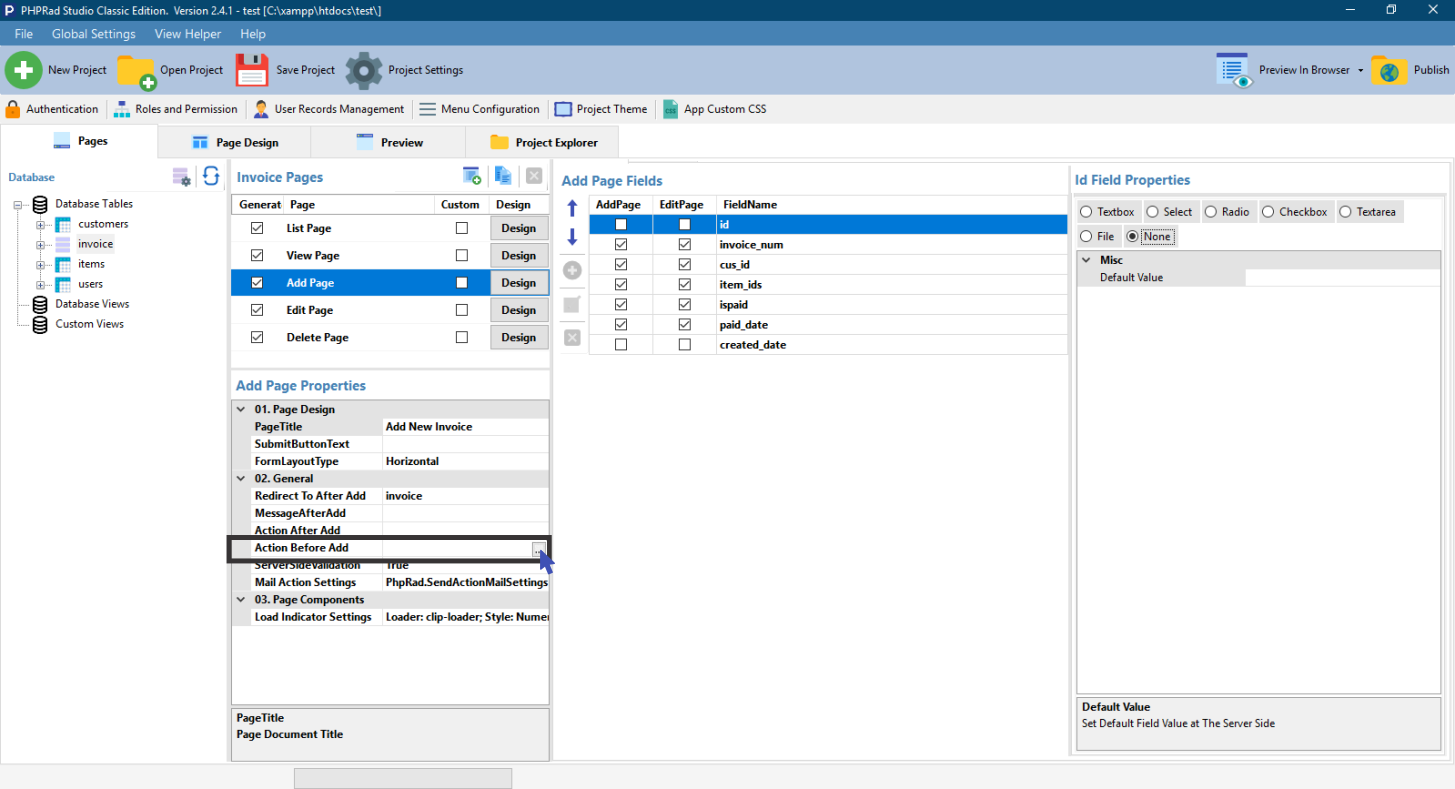 PHPRad Studio Classic Edition. Version 2.4.1 - test [C:\xampp\htdocs\test\]
File Global Settings View Helper Help
New Project Open Project Save Project Project Settings Preview In Browser Publish
Authentication Roles and Permission User Records Management Menu Configuration Project Theme App Custom CSS
Pages Page Design Preview Project Explorer
Database
Database Tables
customers
invoice
items
users
Database Views
Custom Views
Invoice Pages
Generat Page Custom Design
List Page Design
View Page Design
Add Page Design
Edit Page Design
Delete Page Design
Add Page Properties
01. Page Design
PageTitle Add New Invoice
SubmitButtonText
FormLayoutType Horizontal
02. General
Redirect To After Add invoice
MessageAfterAdd
Action After Add
Action Before Add ...
ServerSideValidation True
Mail Action Settings PhpRad.SendActionMailSettings
03. Page Components
Load Indicator Settings Loader: clip-loader; Style: Numer
PageTitle
Page Document Title
Add Page Fields
AddPage EditPage FieldName
id
invoice_num
cus_id
item_ids
ispaid
paid_date
created_date
Id Field Properties
Textbox Select Radio Checkbox Textarea
File None
Misc
Default Value
Default Value
Set Default Field Value at The Server Side